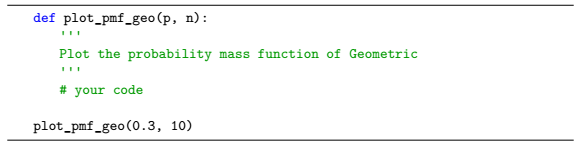 def plot_pmf_geo(p, n):
    '''
    Plot the probability mass function of Geometric
    '''
    # your code

plot_pmf_geo(0.3, 10)